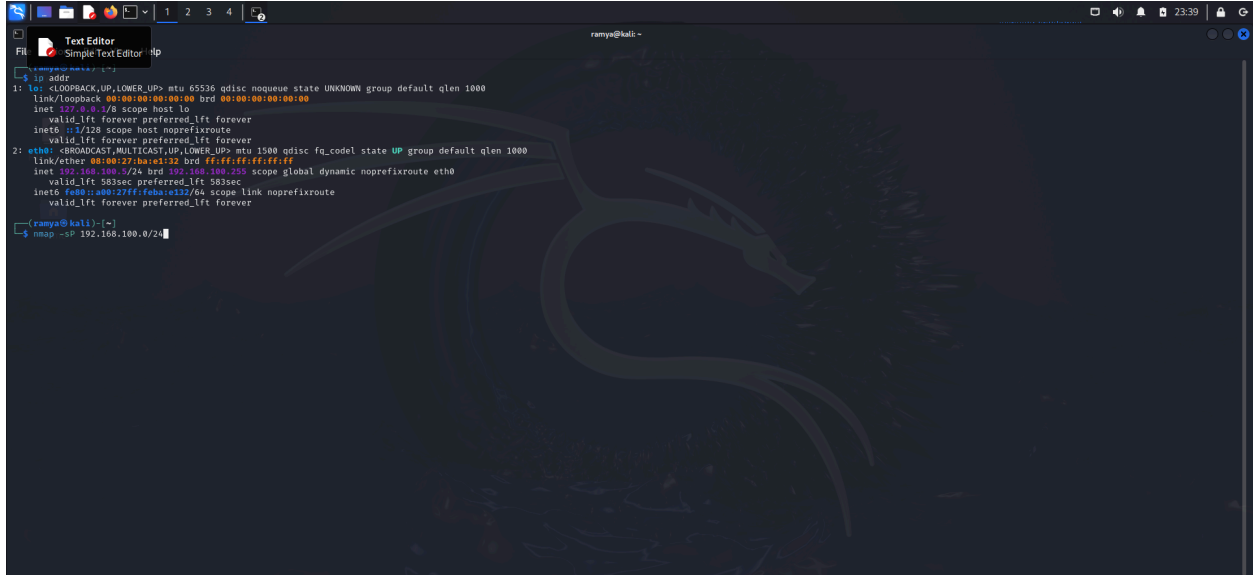 1 2 3 4
2
23:39
ramya@kali: ~
Text Editor
Simple Text Editor
File
Help
(ramya㉿kali)-[~]
$ ip addr
1: lo: <LOOPBACK,UP,LOWER_UP> mtu 65536 qdisc noqueue state UNKNOWN group default qlen 1000
link/loopback 00:00:00:00:00:00 brd 00:00:00:00:00:00
inet 127.0.0.1/8 scope host lo
valid_lft forever preferred_lft forever
inet6 ::1/128 scope host noprefixroute
valid_lft forever preferred_lft forever
2: eth0: <BROADCAST,MULTICAST,UP,LOWER_UP> mtu 1500 qdisc fq_codel state UP group default qlen 1000
link/ether 08:00:27:ba:e1:32 brd ff:ff:ff:ff:ff:ff
inet 192.168.100.5/24 brd 192.168.100.255 scope global dynamic noprefixroute eth0
valid_lft 583sec preferred_lft 583sec
inet6 fe80::a00:27ff:feba:e132/64 scope link noprefixroute
valid_lft forever preferred_lft forever
(ramya㉿kali)-[~]
$ nmap -sP 192.168.100.0/24